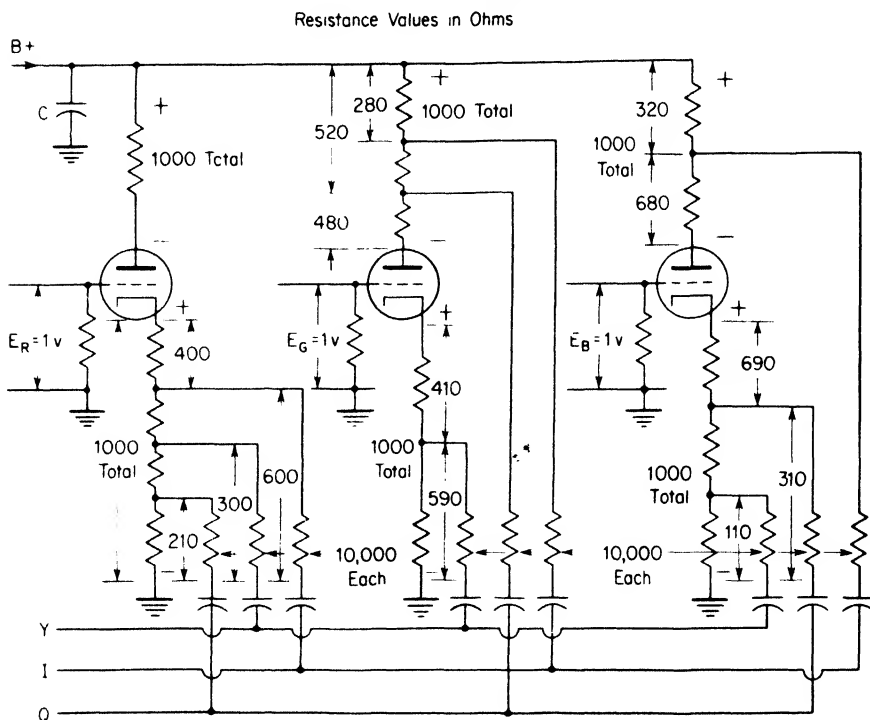 Resistance Values in Ohms
B+
C
+
1000 Tctal
−
+
E_R = 1 v
400
1000
Total
600
300
210
−
+
280
1000 Total
520
480
−
+
E_G = 1v
410
1000
Total
590
10,000
Each
−
+
320
1000
Total
680
−
+
E_B = 1v
690
1000
Total
310
110
10,000
Each
−
Y
I
Q